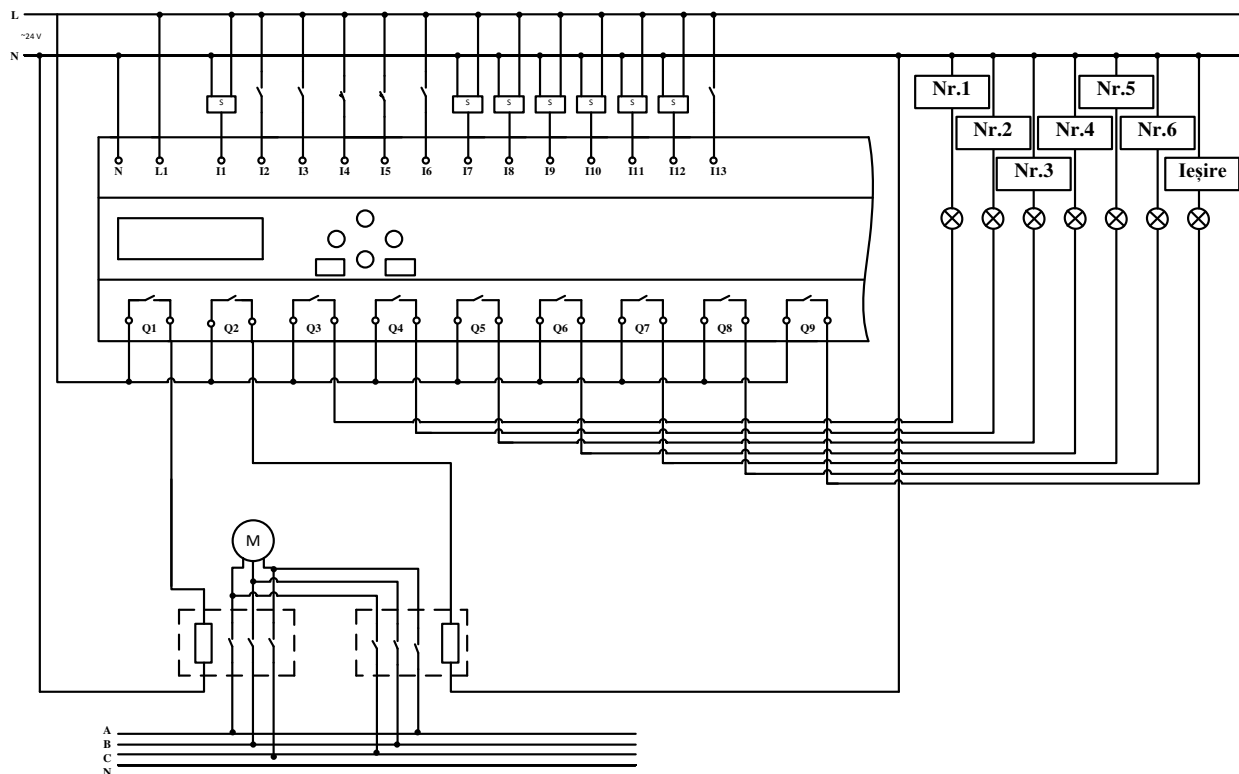 L
~24 V
N
S S S S S S S
N L1 I1 I2 I3 I4 I5 I6 I7 I8 I9 I10 I11 I12 I13
Nr.1
Nr.5
Nr.2
Nr.4
Nr.6
Nr.3
Ieșire
Q1 Q2 Q3 Q4 Q5 Q6 Q7 Q8 Q9
M
A
B
C
N